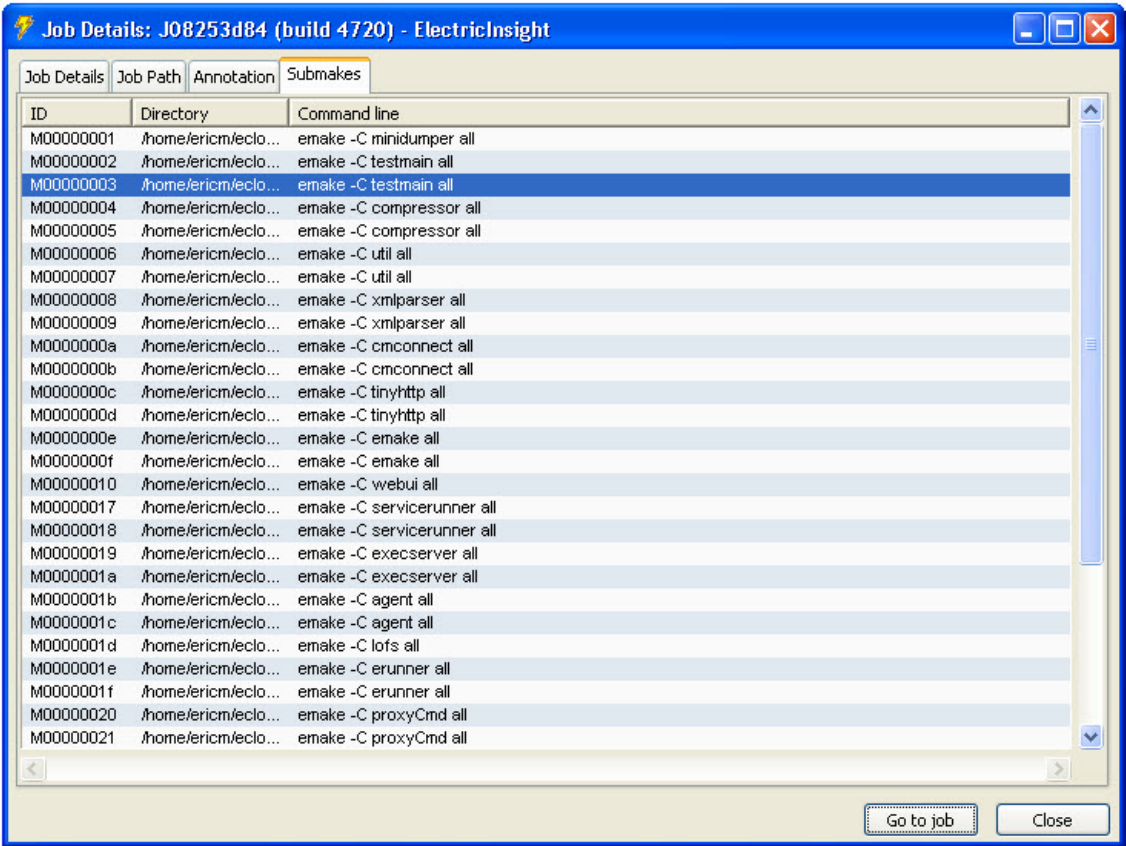 Job Details: J08253d84 (build 4720) - ElectricInsight
Job Details Job Path Annotation Submakes
ID Directory Command line
M00000001 /home/ericm/eclo... emake -C minidumper all
M00000002 /home/ericm/eclo... emake -C testmain all
M00000003 /home/ericm/eclo... emake -C testmain all
M00000004 /home/ericm/eclo... emake -C compressor all
M00000005 /home/ericm/eclo... emake -C compressor all
M00000006 /home/ericm/eclo... emake -C util all
M00000007 /home/ericm/eclo... emake -C util all
M00000008 /home/ericm/eclo... emake -C xmlparser all
M00000009 /home/ericm/eclo... emake -C xmlparser all
M0000000a /home/ericm/eclo... emake -C cmconnect all
M0000000b /home/ericm/eclo... emake -C cmconnect all
M0000000c /home/ericm/eclo... emake -C tinyhttp all
M0000000d /home/ericm/eclo... emake -C tinyhttp all
M0000000e /home/ericm/eclo... emake -C emake all
M0000000f /home/ericm/eclo... emake -C emake all
M00000010 /home/ericm/eclo... emake -C webui all
M00000017 /home/ericm/eclo... emake -C servicerunner all
M00000018 /home/ericm/eclo... emake -C servicerunner all
M00000019 /home/ericm/eclo... emake -C execserver all
M0000001a /home/ericm/eclo... emake -C execserver all
M0000001b /home/ericm/eclo... emake -C agent all
M0000001c /home/ericm/eclo... emake -C agent all
M0000001d /home/ericm/eclo... emake -C lofs all
M0000001e /home/ericm/eclo... emake -C erunner all
M0000001f /home/ericm/eclo... emake -C erunner all
M00000020 /home/ericm/eclo... emake -C proxyCmd all
M00000021 /home/ericm/eclo... emake -C proxyCmd all
Go to job Close